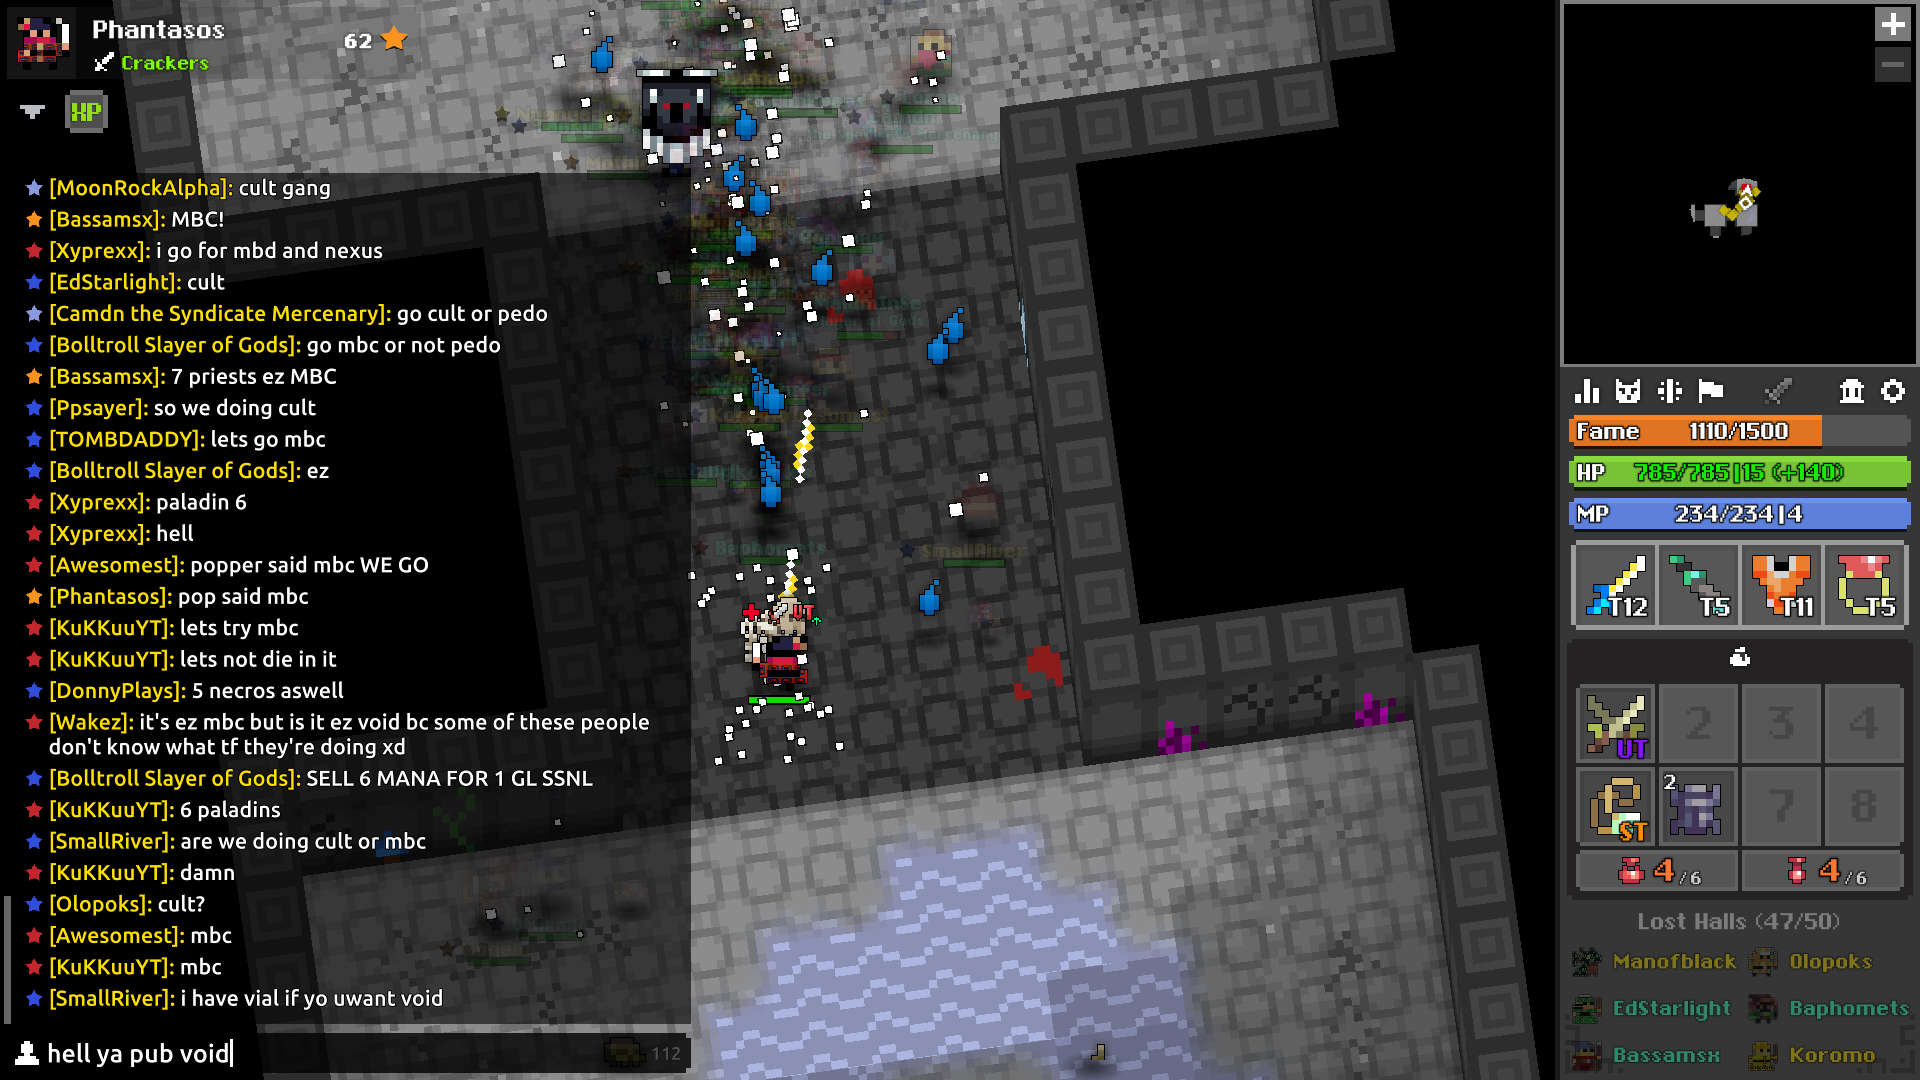 Phantasos
62
Crackers
XP
[MoonRockAlpha]: cult gang
[Bassamsx]: MBC!
[Xyprexx]: i go for mbd and nexus
[EdStarlight]: cult
[Camdn the Syndicate Mercenary]: go cult or pedo
[Bolltroll Slayer of Gods]: go mbc or not pedo
[Bassamsx]: 7 priests ez MBC
[Ppsayer]: so we doing cult
[TOMBDADDY]: lets go mbc
[Bolltroll Slayer of Gods]: ez
[Xyprexx]: paladin 6
[Xyprexx]: hell
[Awesomest]: popper said mbc WE GO
[Phantasos]: pop said mbc
[KuKKuuYT]: lets try mbc
[KuKKuuYT]: lets not die in it
[DonnyPlays]: 5 necros aswell
[Wakez]: it's ez mbc but is it ez void bc some of these people
don't know what tf they're doing xd
[Bolltroll Slayer of Gods]: SELL 6 MANA FOR 1 GL SSNL
[KuKKuuYT]: 6 paladins
[SmallRiver]: are we doing cult or mbc
[KuKKuuYT]: damn
[Olopoks]: cult?
[Awesomest]: mbc
[KuKKuuYT]: mbc
[SmallRiver]: i have vial if yo uwant void
hell ya pub void
112
Baphomets
SmallRiver
UT
Fame 1110/1500
HP 785/785|15 (+140)
MP 234/234|4
T12 T5 T11 T5
UT 2 3 4
ST 2 7 8
4/6 4/6
Lost Halls (47/50)
Manofblack Olopoks
EdStarlight Baphomets
Bassamsx Koromo